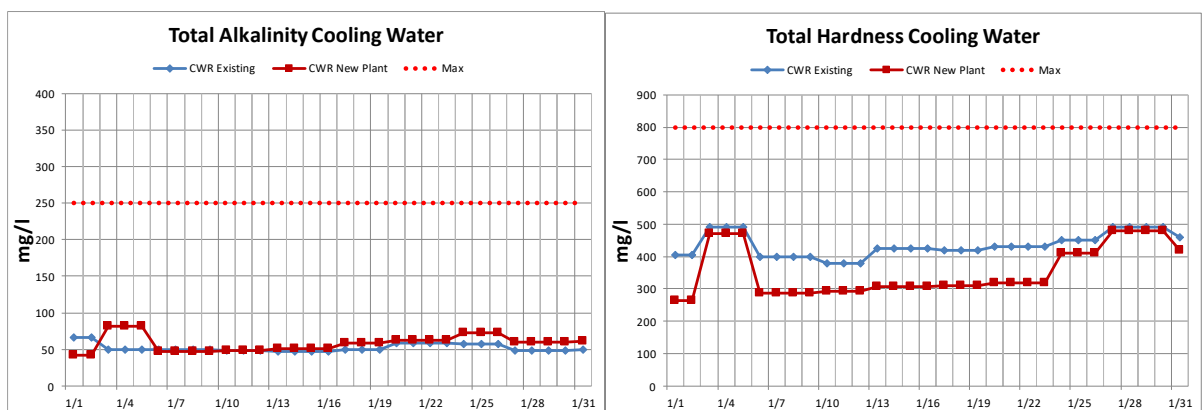 Total Alkalinity Cooling Water
CWR Existing CWR New Plant Max
400
350
300
250
200
150
100
50
0
mg/l
1/1 1/4 1/7 1/10 1/13 1/16 1/19 1/22 1/25 1/28 1/31
Total Hardness Cooling Water
CWR Existing CWR New Plant Max
900
800
700
600
500
400
300
200
100
0
mg/l
1/1 1/4 1/7 1/10 1/13 1/16 1/19 1/22 1/25 1/28 1/31